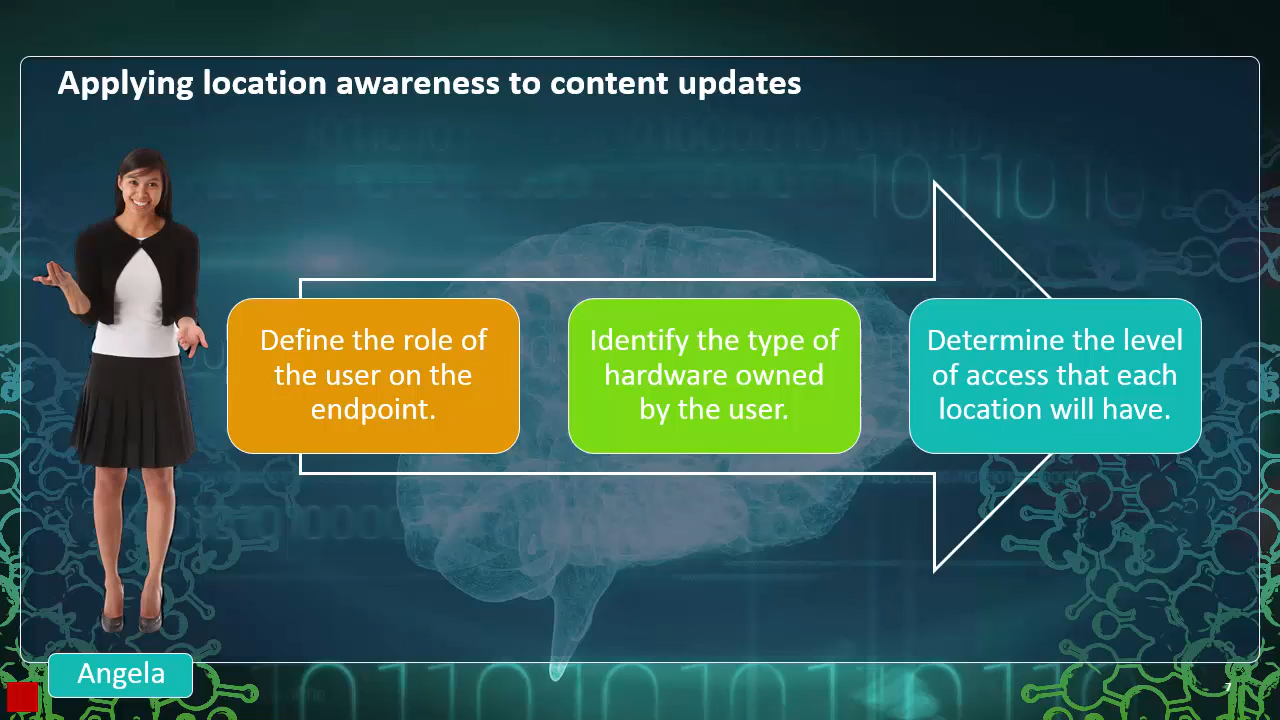 Applying location awareness to content updates
Define the role of
the user on the
endpoint.
Identify the type of
hardware owned
by the user.
Determine the level
of access that each
location will have.
Angela
7